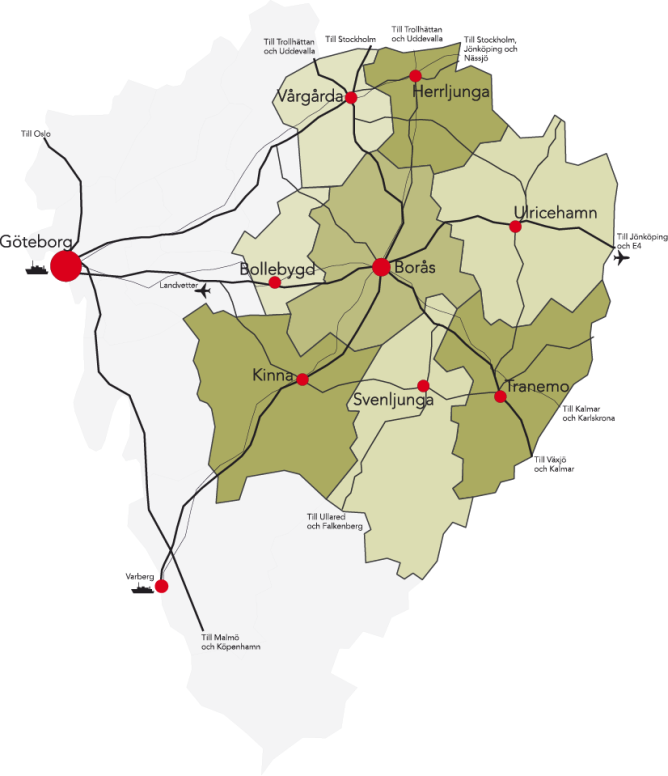 Till Trollhättan
och Uddevalla
Till Stockholm
Till Trollhättan
och Uddevalla
Till Stockholm,
Jönköping och
Nässjö
Vårgårda
Herrljunga
Till Oslo
Ulricehamn
Göteborg
Till Jönköping
och E4
Bollebygd
Borås
Landvetter
Kinna
Svenljunga
Tranemo
Till Kalmar
och Karlskrona
Till Växjö
och Kalmar
Till Ullared
och Falkenberg
Varberg
Till Malmö
och Köpenhamn